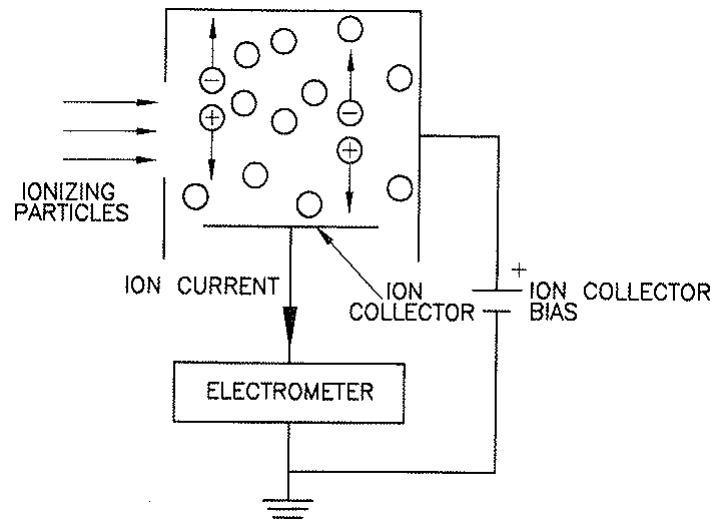 IONIZING
PARTICLES
ION CURRENT
ION
COLLECTOR
+ ION COLLECTOR
BIAS
ELECTROMETER